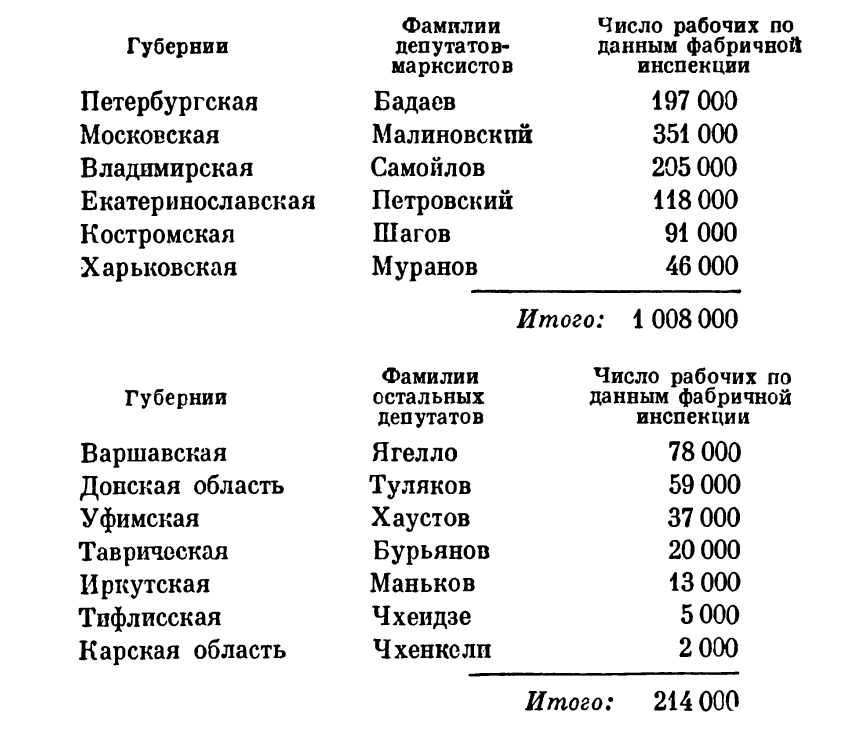 Губернии Фамилии депутатов-марксистов Число рабочих по данным фабричной инспекции
Петербургская Бадаев 197 000
Московская Малиновский 351 000
Владимирская Самойлов 205 000
Екатеринославская Петровский 118 000
Костромская Шагов 91 000
Харьковская Муранов 46 000
Итого: 1 008 000
Губернии Фамилии остальных депутатов Число рабочих по данным фабричной инспекции
Варшавская Ягелло 78 000
Донская область Туляков 59 000
Уфимская Хаустов 37 000
Таврическая Бурьянов 20 000
Иркутская Маньков 13 000
Тифлисская Чхеидзе 5 000
Карская область Чхенкели 2 000
Итого: 214 000